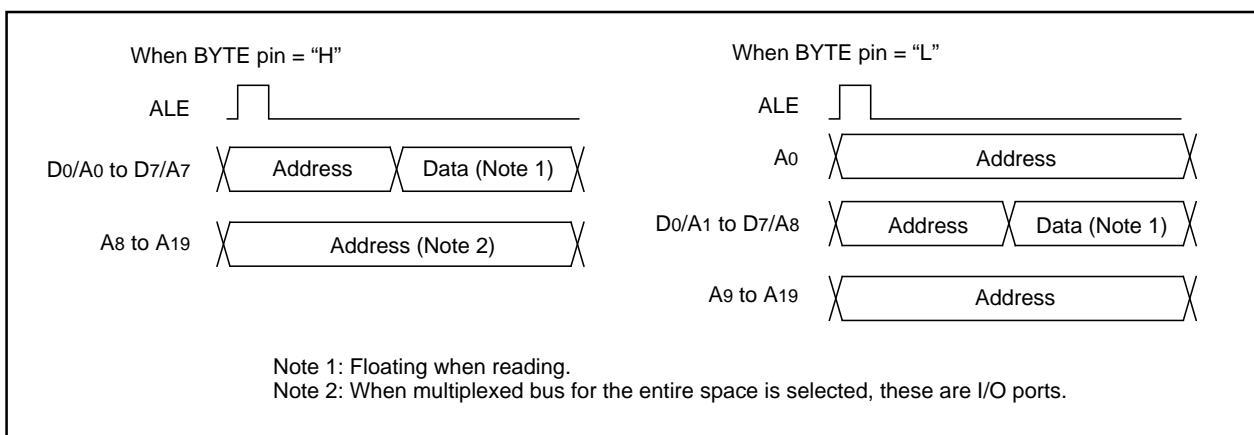 When BYTE pin = “H”
ALE
D0/A0 to D7/A7
Address
Data (Note 1)
A8 to A19
Address (Note 2)
When BYTE pin = “L”
ALE
A0
Address
D0/A1 to D7/A8
Address
Data (Note 1)
A9 to A19
Address
Note 1: Floating when reading.
Note 2: When multiplexed bus for the entire space is selected, these are I/O ports.